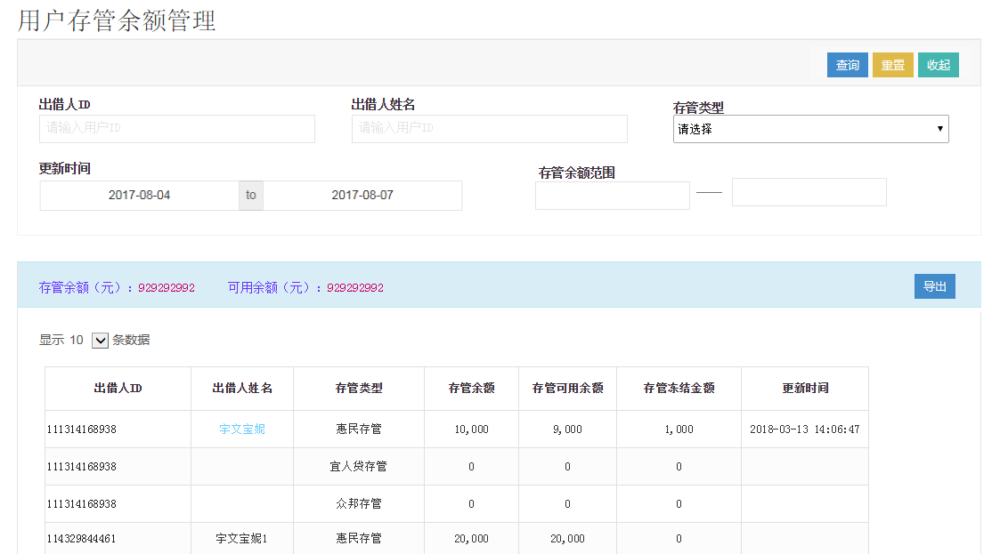 用户存管余额管理
查询 重置 收起
出借人ID 出借人姓名 存管类型
请输入用户ID 请输入用户ID 请选择
更新时间 存管余额范围
2017-08-04 to 2017-08-07
存管余额（元）：929292992 可用余额（元）：929292992 导出
显示 10 条数据
出借人ID 出借人姓名 存管类型 存管余额 存管可用余额 存管冻结金额 更新时间
111314168938 宇文宝妮 惠民存管 10,000 9,000 1,000 2018-03-13 14:06:47
111314168938 宜人贷存管 0 0 0
111314168938 众邦存管 0 0 0
114329844461 宇文宝妮1 惠民存管 20,000 20,000 0